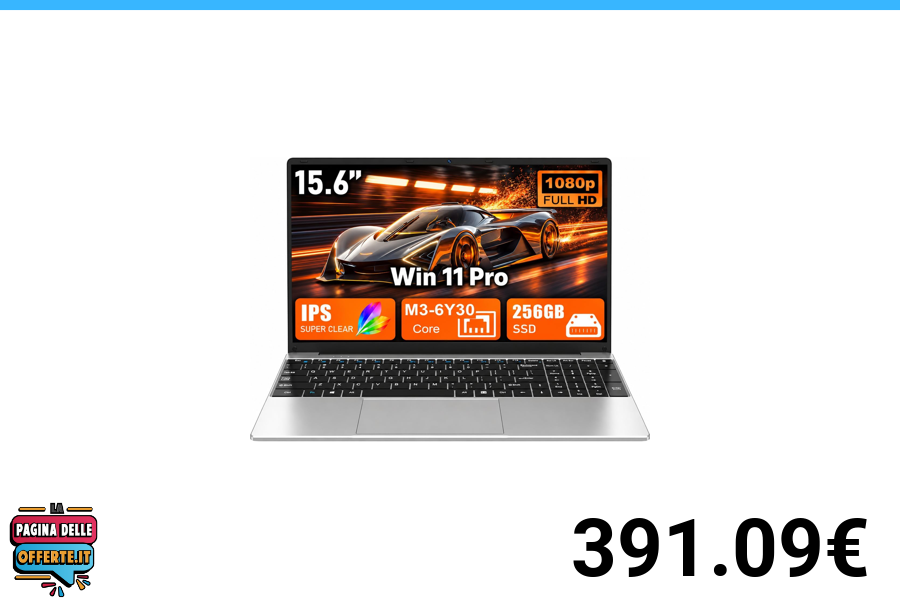 15.6”
1080p
FULL HD
Win 11 Pro
IPS
SUPER CLEAR
M3-6Y30
Core
256GB
SSD
LA
PAGINA DELLE
OFFERTE.IT
391.09€